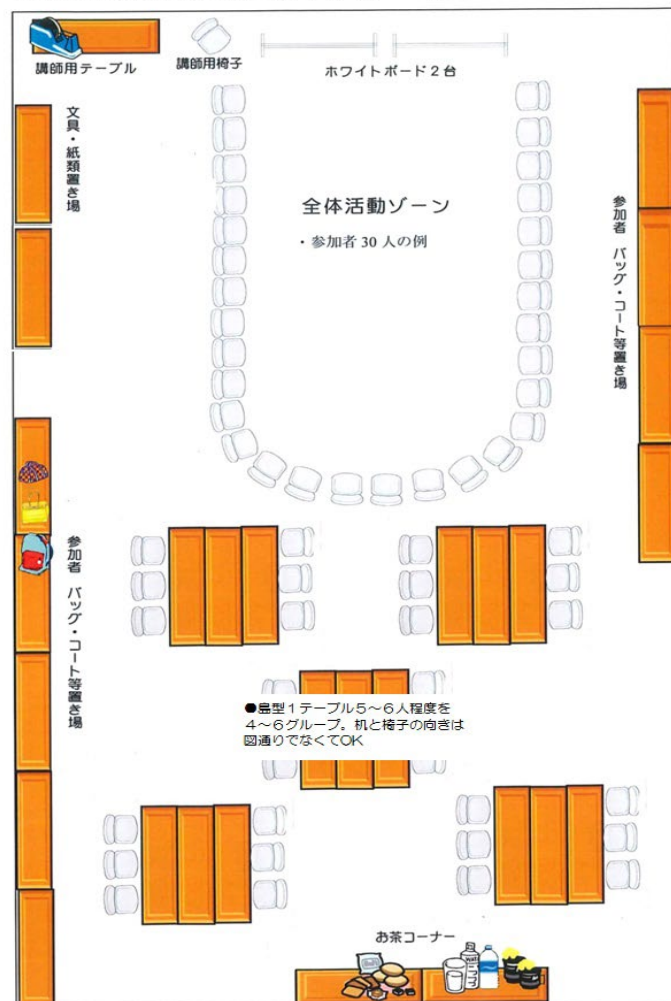 講師用テーブル
講師用椅子
ホワイトボード２台
文具・紙類置き場
全体活動ゾーン
・参加者 30 人の例
参加者　バッグ・コート等置き場
参加者　バッグ・コート等置き場
●島型１テーブル５～６人程度を
４～６グループ。机と椅子の向きは
図通りでなくてOK
お茶コーナー